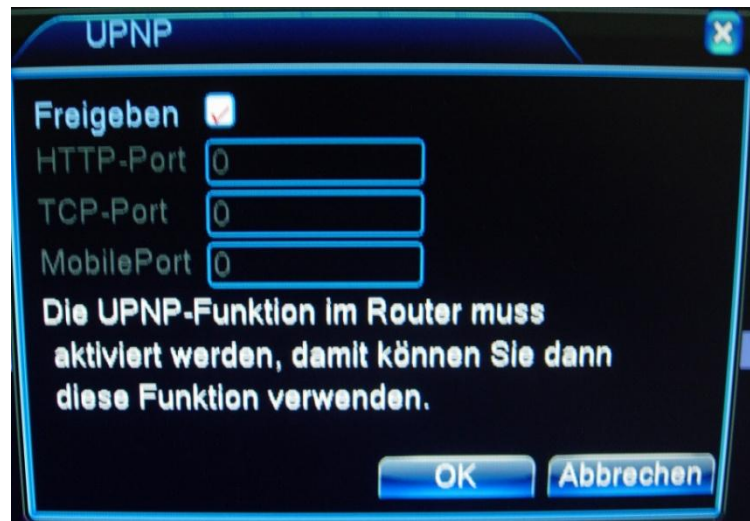 UPNP
Freigeben
HTTP-Port 0
TCP-Port 0
MobilePort 0
Die UPNP-Funktion im Router muss
aktiviert werden, damit können Sie dann
diese Funktion verwenden.
OK Abbrechen